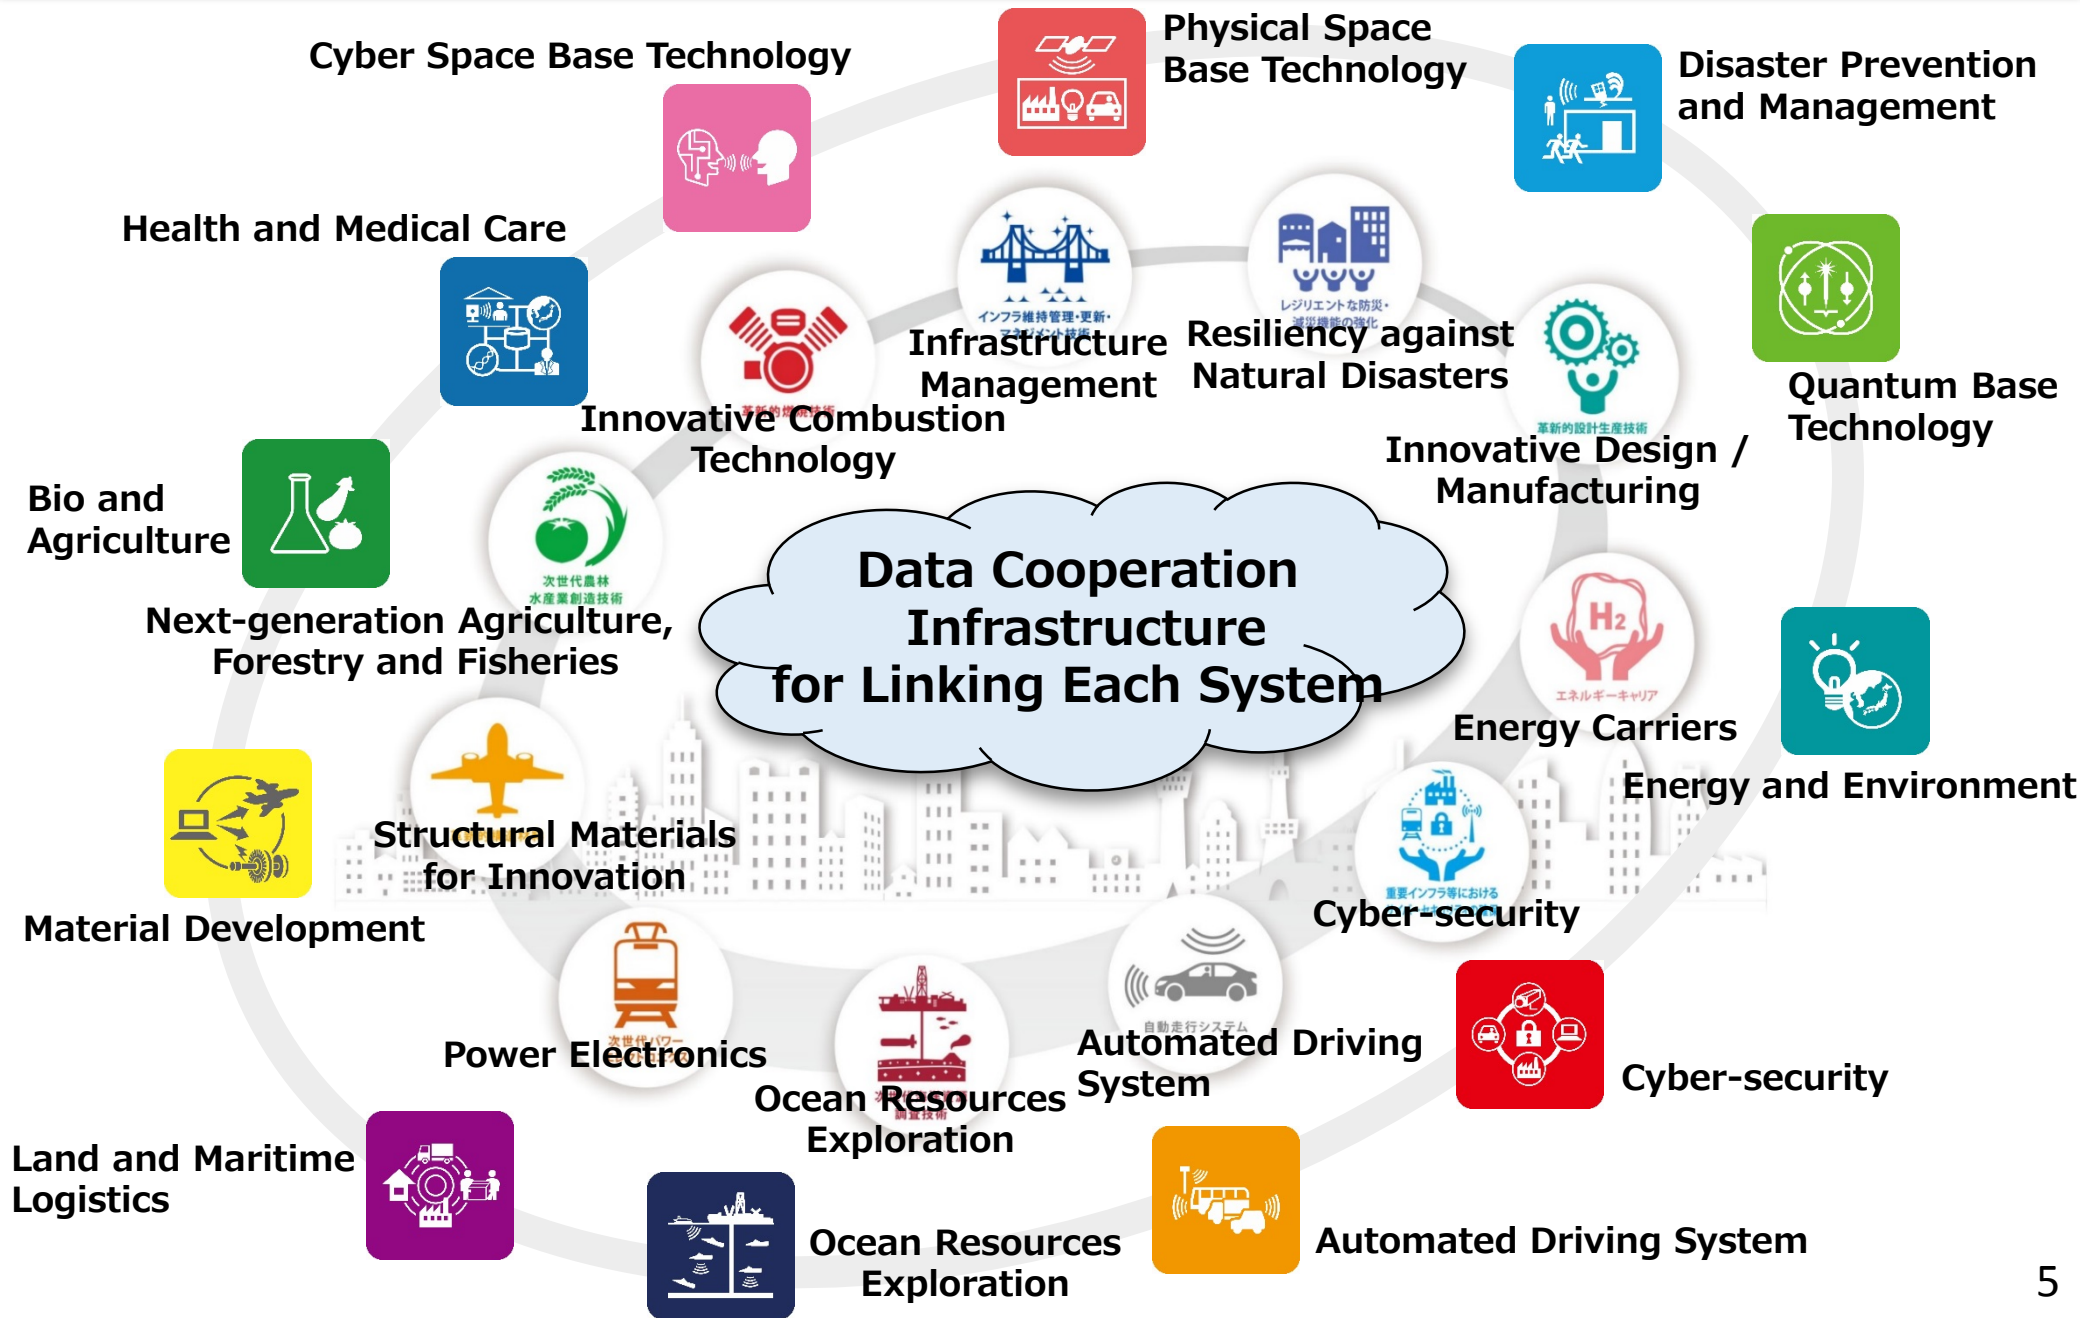 Cyber Space Base Technology
Physical Space
Base Technology
Disaster Prevention
and Management
Health and Medical Care
Quantum Base
Technology
Bio and
Agriculture
インフラ維持管理・更新・
マネジメント技術
Infrastructure
Management
レジリエントな防災・
減災機能の強化
Resiliency against
Natural Disasters
革新的燃焼技術
Innovative Combustion
Technology
革新的設計生産技術
Innovative Design /
Manufacturing
次世代農林
水産業創造技術
Next-generation Agriculture,
Forestry and Fisheries
Data Cooperation
Infrastructure
for Linking Each System
H2
エネルギーキャリア
Energy Carriers
Energy and Environment
Structural Materials
for Innovation
Material Development
重要インフラ等における
Cyber-security
次世代パワー
Power Electronics
調査技術
Ocean Resources
Exploration
自動走行システム
Automated Driving
System
Cyber-security
Land and Maritime
Logistics
Ocean Resources
Exploration
Automated Driving System
5